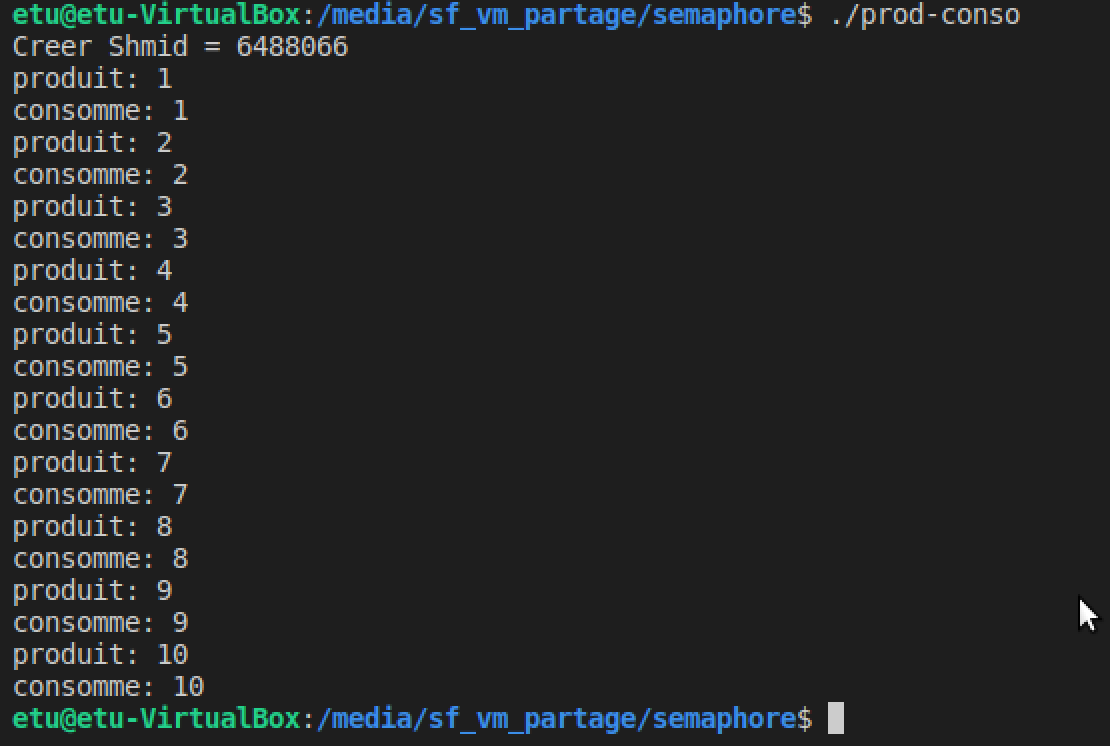 etu@etu-VirtualBox:/media/sf_vm_partage/semaphore$ ./prod-conso
Creer Shmid = 6488066
produit: 1
consomme: 1
produit: 2
consomme: 2
produit: 3
consomme: 3
produit: 4
consomme: 4
produit: 5
consomme: 5
produit: 6
consomme: 6
produit: 7
consomme: 7
produit: 8
consomme: 8
produit: 9
consomme: 9
produit: 10
consomme: 10
etu@etu-VirtualBox:/media/sf_vm_partage/semaphore$